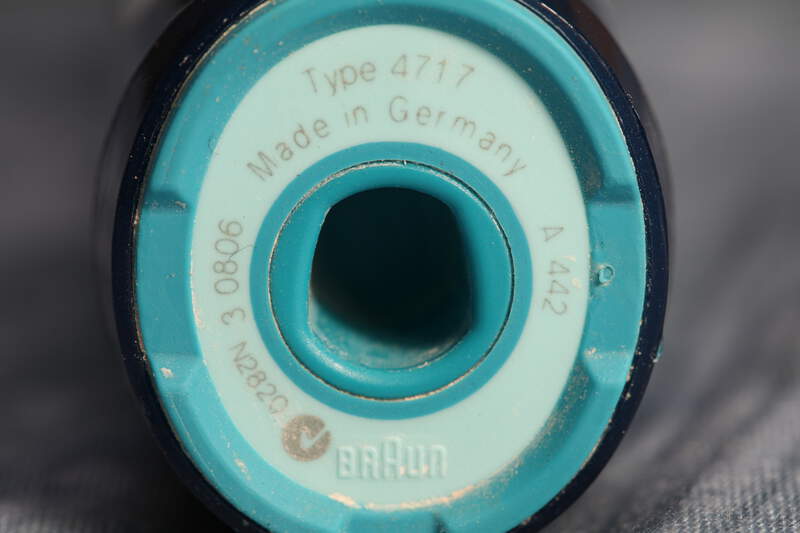 Type 4717
Made in Germany
3 0806
A 442
N2820
BRAUN